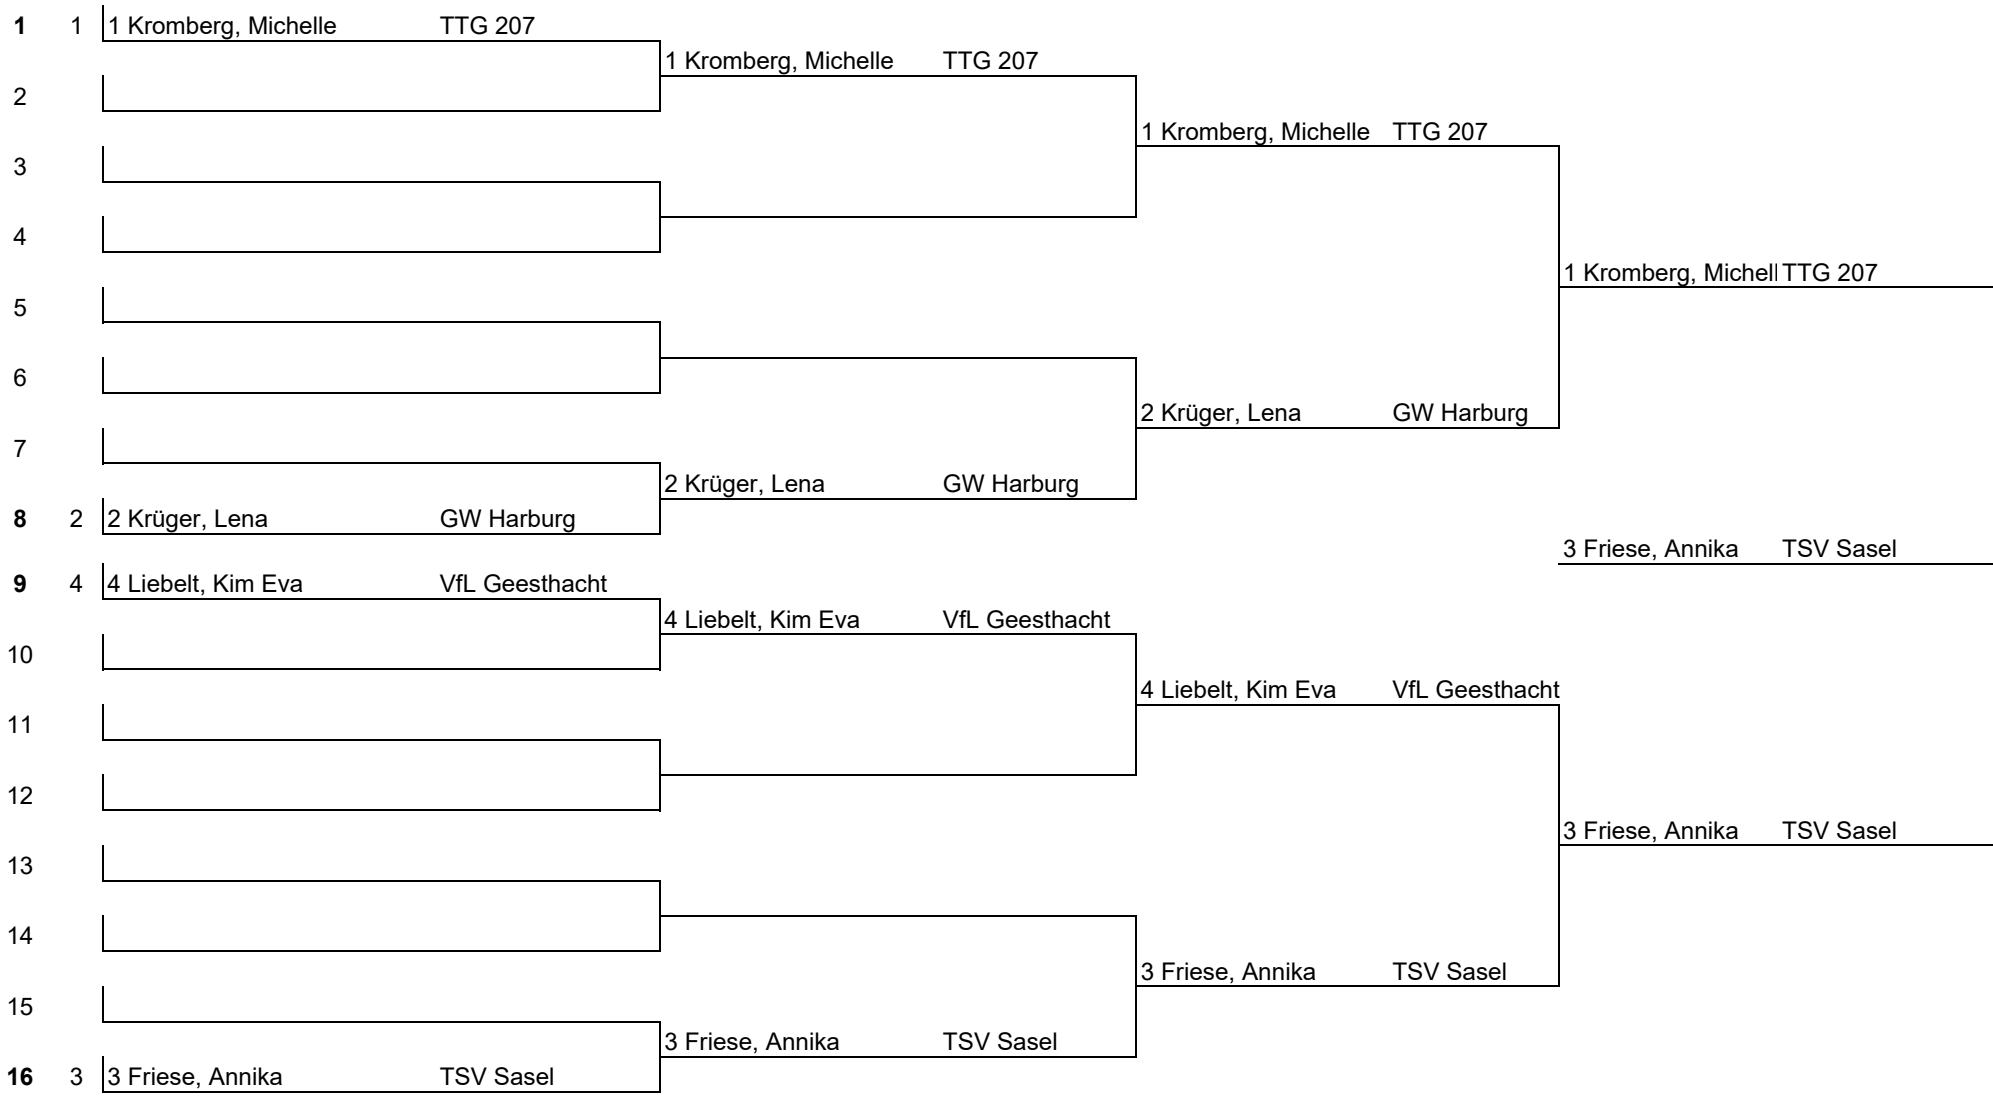 1 1 1 Kromberg, Michelle TTG 207
1 Kromberg, Michelle TTG 207
2
1 Kromberg, Michelle TTG 207
3
4
1 Kromberg, Michell TTG 207
5
6
2 Krüger, Lena GW Harburg
7
2 Krüger, Lena GW Harburg
8 2 2 Krüger, Lena GW Harburg
3 Friese, Annika TSV Sasel
9 4 4 Liebelt, Kim Eva VfL Geesthacht
4 Liebelt, Kim Eva VfL Geesthacht
10
4 Liebelt, Kim Eva VfL Geesthacht
11
12
3 Friese, Annika TSV Sasel
13
14
3 Friese, Annika TSV Sasel
15
3 Friese, Annika TSV Sasel
16 3 3 Friese, Annika TSV Sasel